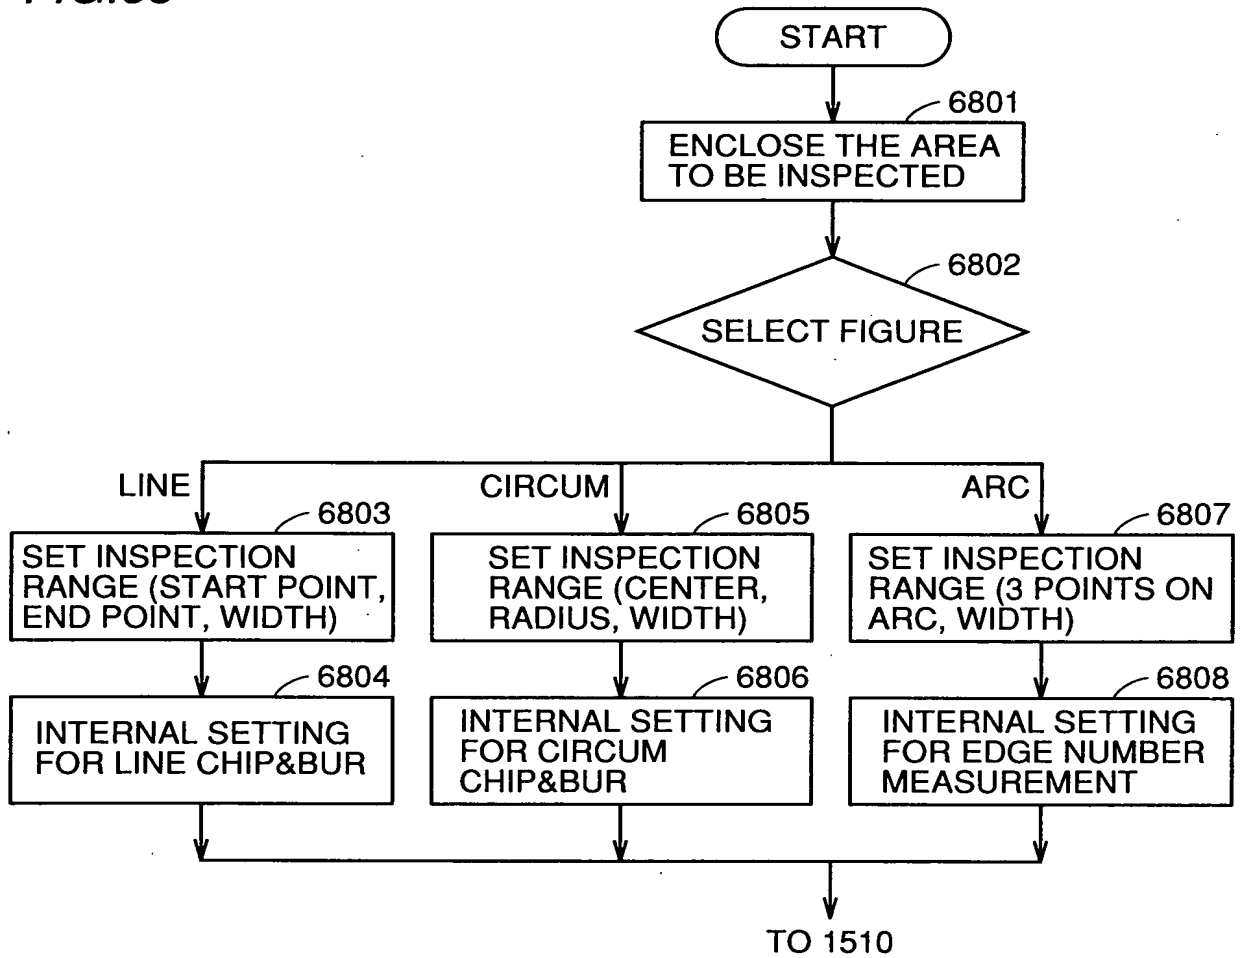 START
6801
ENCLOSE THE AREA
TO BE INSPECTED
6802
SELECT FIGURE
LINE
CIRCUM
ARC
6803
SET INSPECTION
RANGE (START POINT,
END POINT, WIDTH)
6805
SET INSPECTION
RANGE (CENTER,
RADIUS, WIDTH)
6807
SET INSPECTION
RANGE (3 POINTS ON
ARC, WIDTH)
6804
INTERNAL SETTING
FOR LINE CHIP&BUR
6806
INTERNAL SETTING
FOR CIRCUM
CHIP&BUR
6808
INTERNAL SETTING
FOR EDGE NUMBER
MEASUREMENT
TO 1510